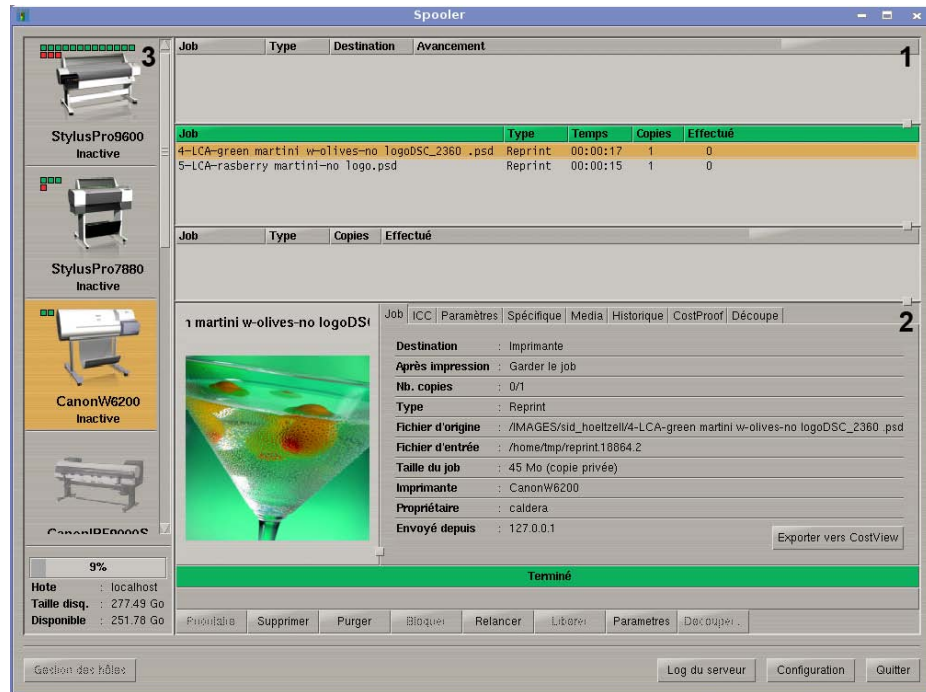 Spooler
3
StylusPro9600
Inactive
StylusPro7880
Inactive
CanonW6200
Inactive
9%
Hote : localhost
Taille disq. : 277.49 Go
Disponible : 251.78 Go
Job Type Destination Avancement
1
Job Type Temps Copies Effectué
4-LCA-green martini w-olives-no logoDSC_2360 .psd Reprint 00:00:17 1 0
5-LCA-rasberry martini-no logo.psd Reprint 00:00:15 1 0
Job Type Copies Effectué
martini w-olives-no logoDS
Job ICC Paramètres Spécifique Media Historique CostProof Découpe
2
Destination : Imprimante
Après impression : Garder le job
Nb. copies : 0/1
Type : Reprint
Fichier d'origine : /IMAGES/sid_hoeltzell/4-LCA-green martini w-olives-no logoDSC_2360 .psd
Fichier d'entrée : /home/tmp/reprint.18864.2
Taille du job : 45 Mo (copie privée)
Imprimante : CanonW6200
Propriétaire : caldera
Envoyé depuis : 127.0.0.1
Exporter vers CostView
Terminé
Supprimer Purger Bloquer Relancer Liberer Parametres Decouper..
Gestion des hôtes
Log du serveur Configuration Quitter